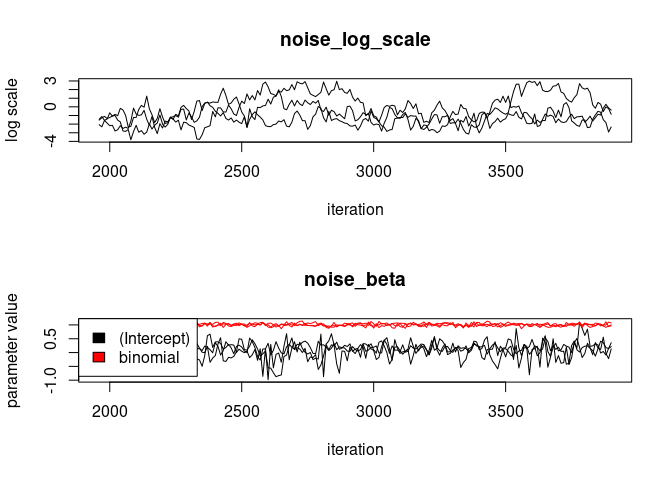 noise_log_scale
log scale
3
0
-4
2000 2500 3000 3500
iteration
noise_beta
parameter value
0.5
-1.0
(Intercept)
binomial
2000 2500 3000 3500
iteration